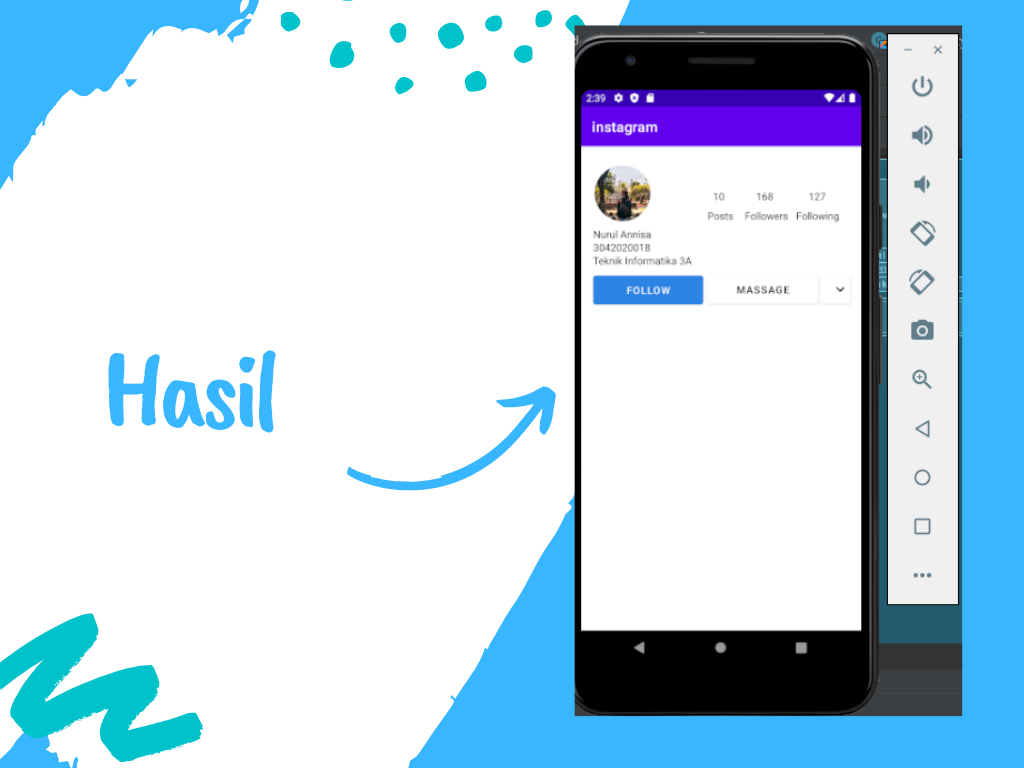 Hasil
2:39
instagram
10 168 127
Posts Followers Following
Nurul Annisa
3042020018
Teknik Informatika 3A
FOLLOW MASSAGE